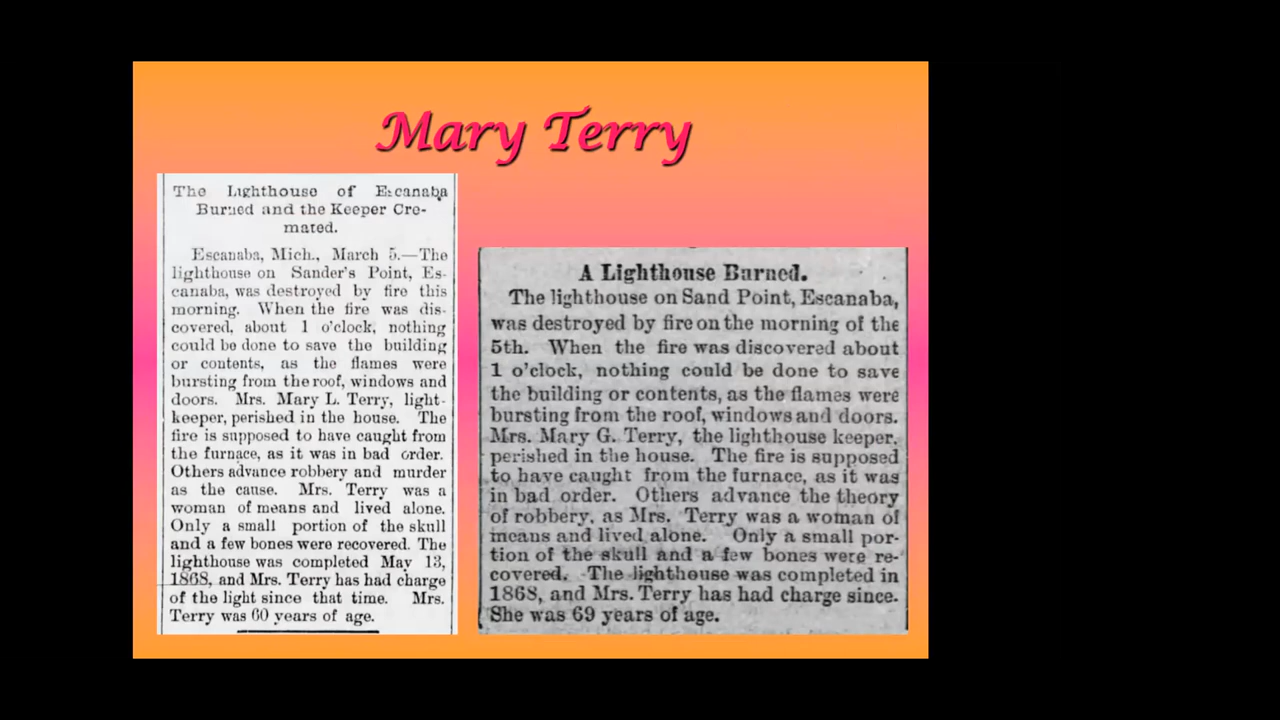 Mary Terry
The Lighthouse of Escanaba
Burned and the Keeper Cre-
mated.
Escanaba, Mich., March 5.—The
lighthouse on Sander's Point, Es-
canaba, was destroyed by fire this
morning. When the fire was dis-
covered, about 1 o'clock, nothing
could be done to save the building
or contents, as the flames were
bursting from the roof, windows and
doors. Mrs. Mary L. Terry, light-
keeper, perished in the house. The
fire is supposed to have caught from
the furnace, as it was in bad order.
Others advance robbery and murder
as the cause. Mrs. Terry was a
woman of means and lived alone.
Only a small portion of the skull
and a few bones were recovered. The
lighthouse was completed May 13,
1868, and Mrs. Terry has had charge
of the light since that time. Mrs.
Terry was 60 years of age.
A Lighthouse Burned.
The lighthouse on Sand Point, Escanaba,
was destroyed by fire on the morning of the
5th. When the fire was discovered about
1 o'clock, nothing could be done to save
the building or contents, as the flames were
bursting from the roof, windows and doors.
Mrs. Mary G. Terry, the lighthouse keeper,
perished in the house. The fire is supposed
to have caught from the furnace, as it was
in bad order. Others advance the theory
of robbery, as Mrs. Terry was a woman of
means and lived alone. Only a small por-
tion of the skull and a few bones were re-
covered. The lighthouse was completed in
1868, and Mrs. Terry has had charge since.
She was 69 years of age.